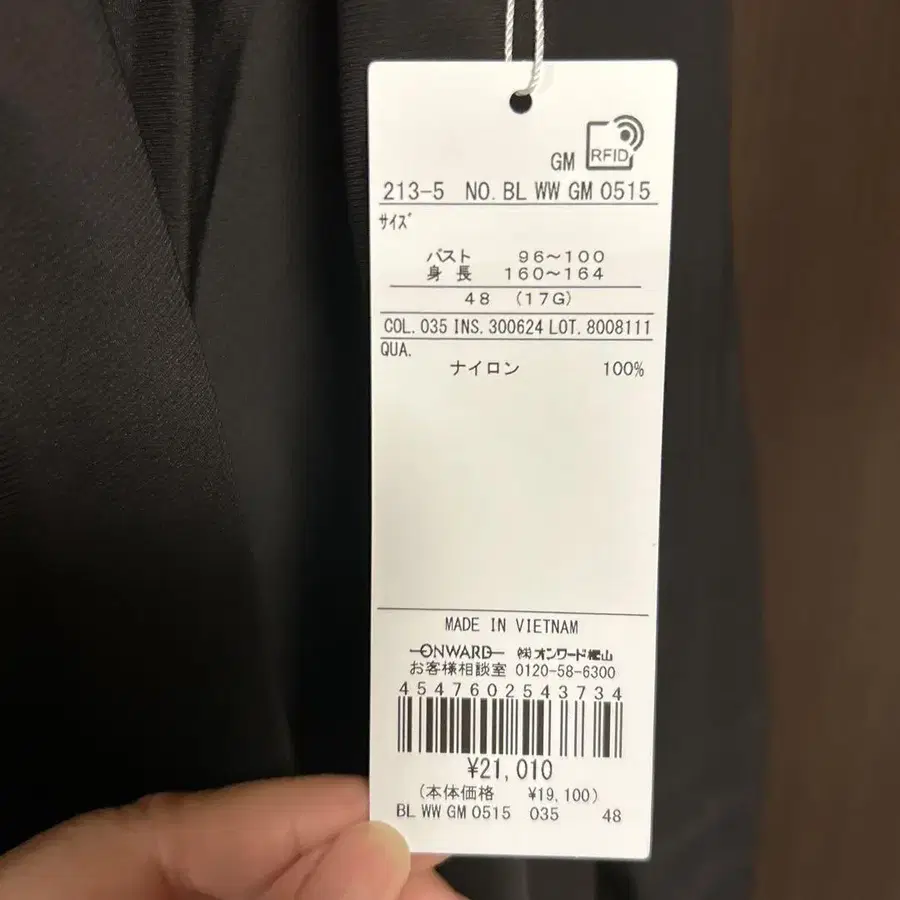 GM RFID
213-5 NO. BL WW GM 0515
サイズ
バスト 96～100
身長 160～164
48 (17G)
COL. 035 INS. 300624 LOT. 8008111
QUA.
ナイロン 100%
MADE IN VIETNAM
ONWARD ㈱オンワード樫山
お客様相談室 0120-58-6300
4547602543734
¥21,010
(本体価格 ¥19,100)
BL WW GM 0515 035 48